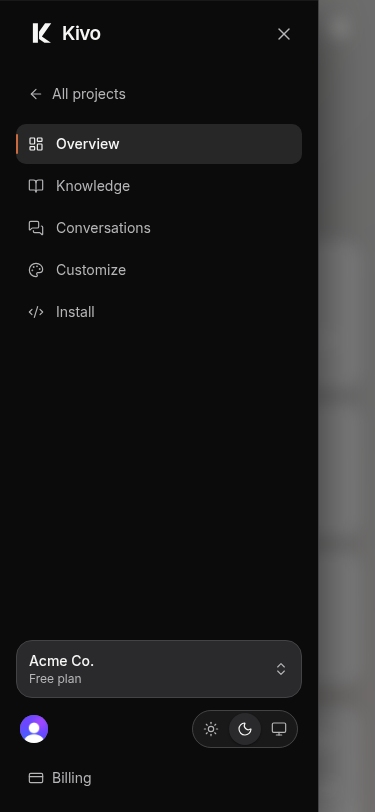 Kivo
All projects
Overview
Knowledge
Conversations
Customize
Install
Acme Co.
Free plan
Billing